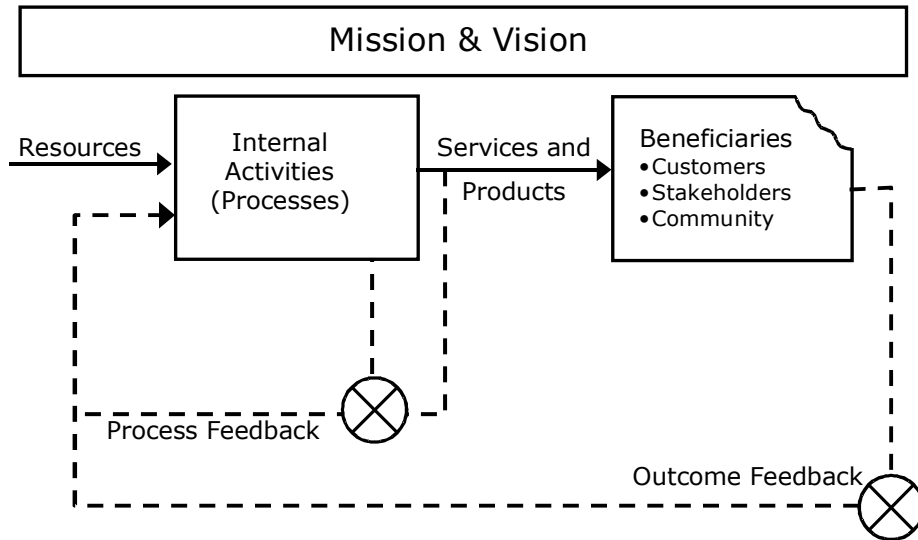 Mission & Vision
Resources
Internal
Activities
(Processes)
Services and
Products
Beneficiaries
•Customers
•Stakeholders
•Community
Process Feedback
Outcome Feedback